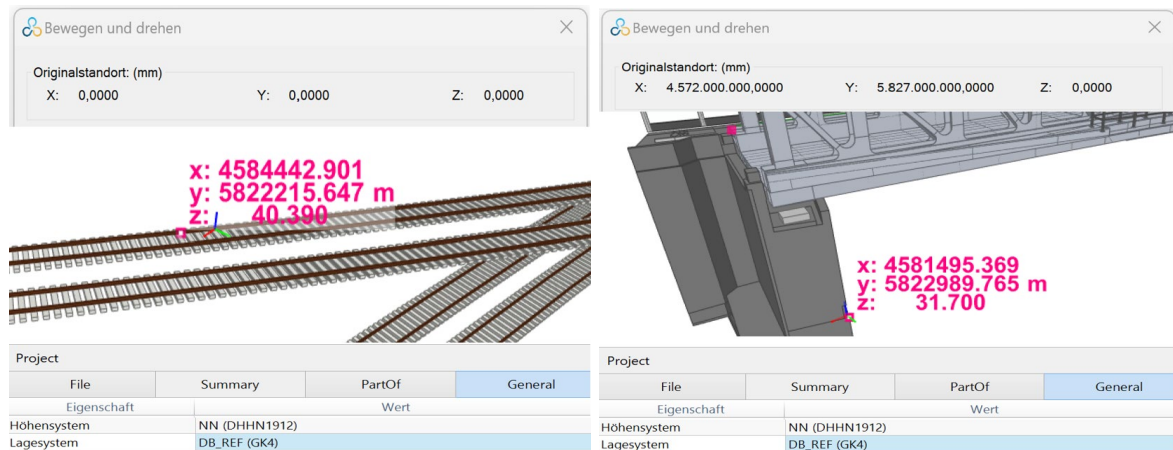 Bewegen und drehen
Originalstandort: (mm)
X: 0,0000 Y: 0,0000 Z: 0,0000
x: 4584442.901
y: 5822215.647 m
z: 40.390
Project
File Summary PartOf General
Eigenschaft Wert
Höhensystem NN (DHHN1912)
Lagesystem DB_REF (GK4)
Bewegen und drehen
Originalstandort: (mm)
X: 4.572.000.000,0000 Y: 5.827.000.000,0000 Z: 0,0000
x: 4581495.369
y: 5822989.765 m
z: 31.700
Project
File Summary PartOf General
Eigenschaft Wert
Höhensystem NN (DHHN1912)
Lagesystem DB_REF (GK4)